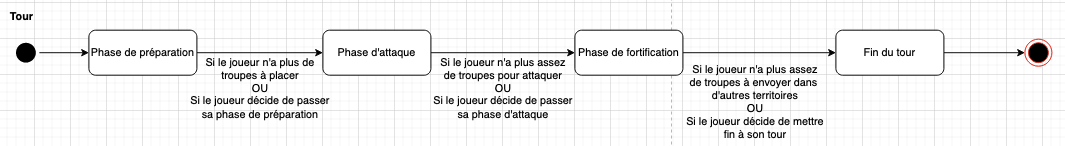 Tour
Phase de préparation
Si le joueur n'a plus de
troupes à placer
OU
Si le joueur décide de passer
sa phase de préparation
Phase d'attaque
Si le joueur n'a plus assez
de troupes pour attaquer
OU
Si le joueur décide de passer
sa phase d'attaque
Phase de fortification
Si le joueur n'a plus assez
de troupes à envoyer dans
d'autres territoires
OU
Si le joueur décide de mettre
fin à son tour
Fin du tour